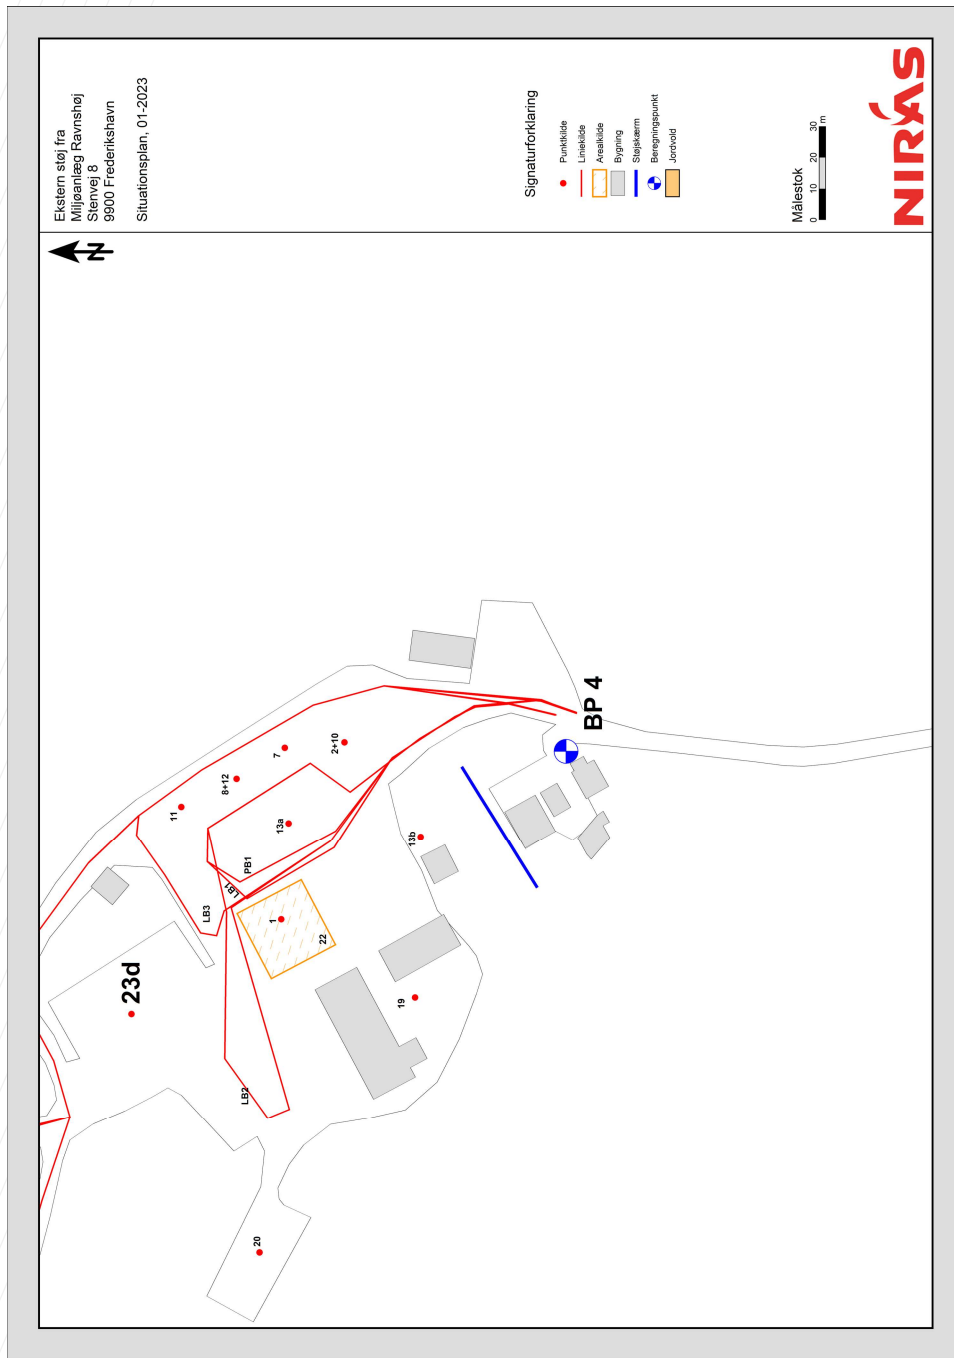 Ekstern støj fra
Miljøanlæg Ravnshøj
Stenvej 8
9900 Frederikshavn
Situationsplan, 01-2023
N
Signaturforklaring
Punktkilde
Liniekilde
Arealkilde
Bygning
Støjskærm
Beregningspunkt
Jordvold
Målestok
0 10 20 30
m
NIRAS
11
8+12
7
2+10
13a
PB1
LB1
LB3
1
22
13b
BP 4
23d
19
LB2
20